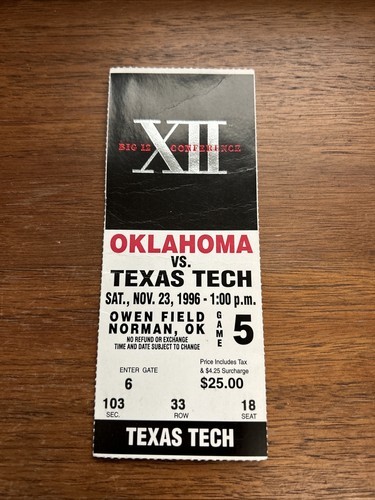 XII
BIG 12 CONFERENCE
OKLAHOMA
VS.
TEXAS TECH
SAT., NOV. 23, 1996 - 1:00 p.m.
OWEN FIELD
NORMAN, OK
NO REFUND OR EXCHANGE
TIME AND DATE SUBJECT TO CHANGE
GAME 5
ENTER GATE
6
Price Includes Tax
& $4.25 Surcharge
$25.00
103 33 18
SEC. ROW SEAT
TEXAS TECH